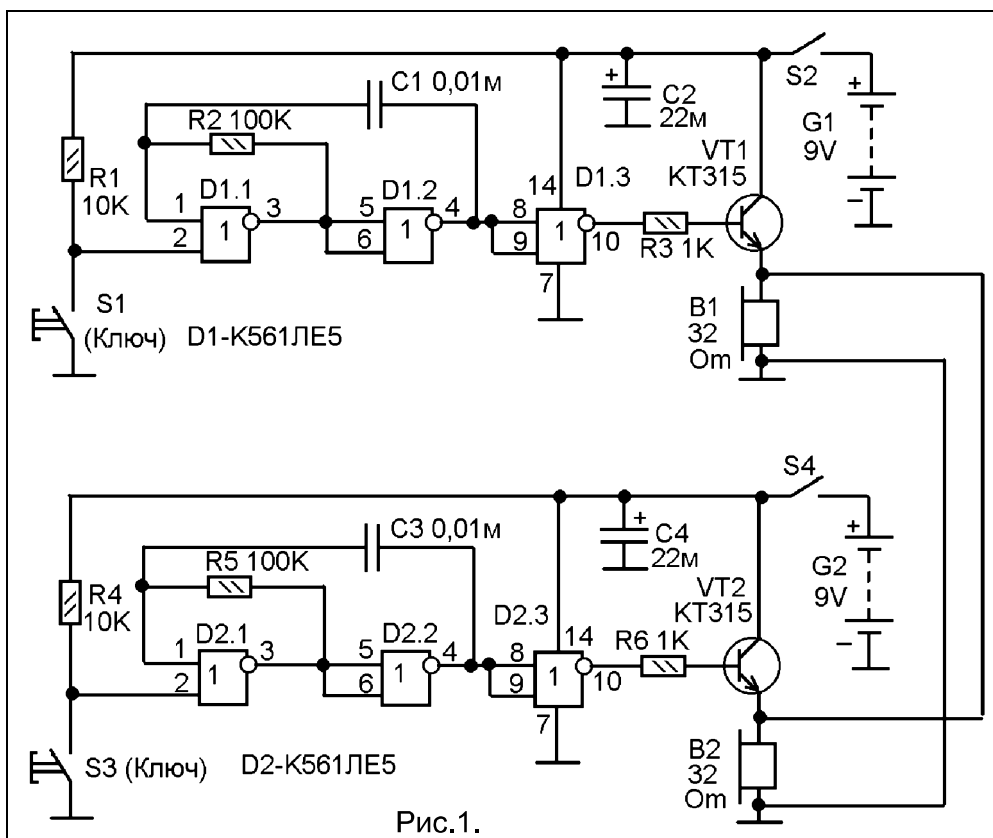 C1 0,01м
R2 100K
R1
10K
D1.1
1
2
1
3
D1.2
5
6
1
4
D1.3
14
8
9
1
10
7
R3 1K
+
C2
22м
VT1
КТ315
S2
+
G1
9V
–
B1
32
Om
S1
(Ключ)
D1-К561ЛЕ5
C3 0,01м
R5 100K
R4
10K
D2.1
1
2
1
3
D2.2
5
6
1
4
D2.3
14
8
9
1
10
7
R6 1K
+
C4
22м
VT2
КТ315
S4
+
G2
9V
–
B2
32
Om
S3 (Ключ)
D2-К561ЛЕ5
Рис.1.